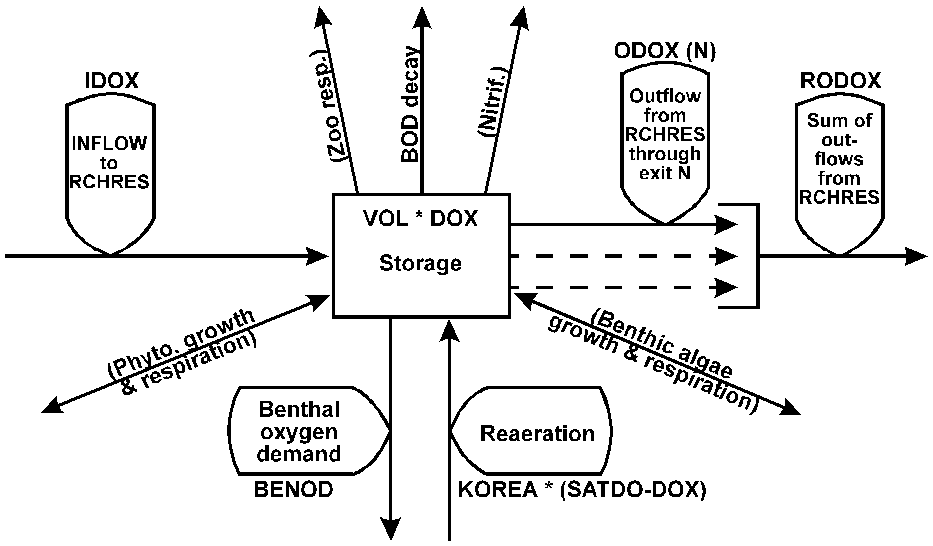 IDOX
INFLOW
to
RCHRES
(Zoo resp.)
BOD decay
(Nitrif.)
ODOX (N)
Outflow
from
RCHRES
through
exit N
RODOX
Sum of
out-
flows
from
RCHRES
VOL * DOX
Storage
(Phyto. growth
& respiration)
(Benthic algae
growth & respiration)
Benthal
oxygen
demand
BENOD
Reaeration
KOREA * (SATDO-DOX)